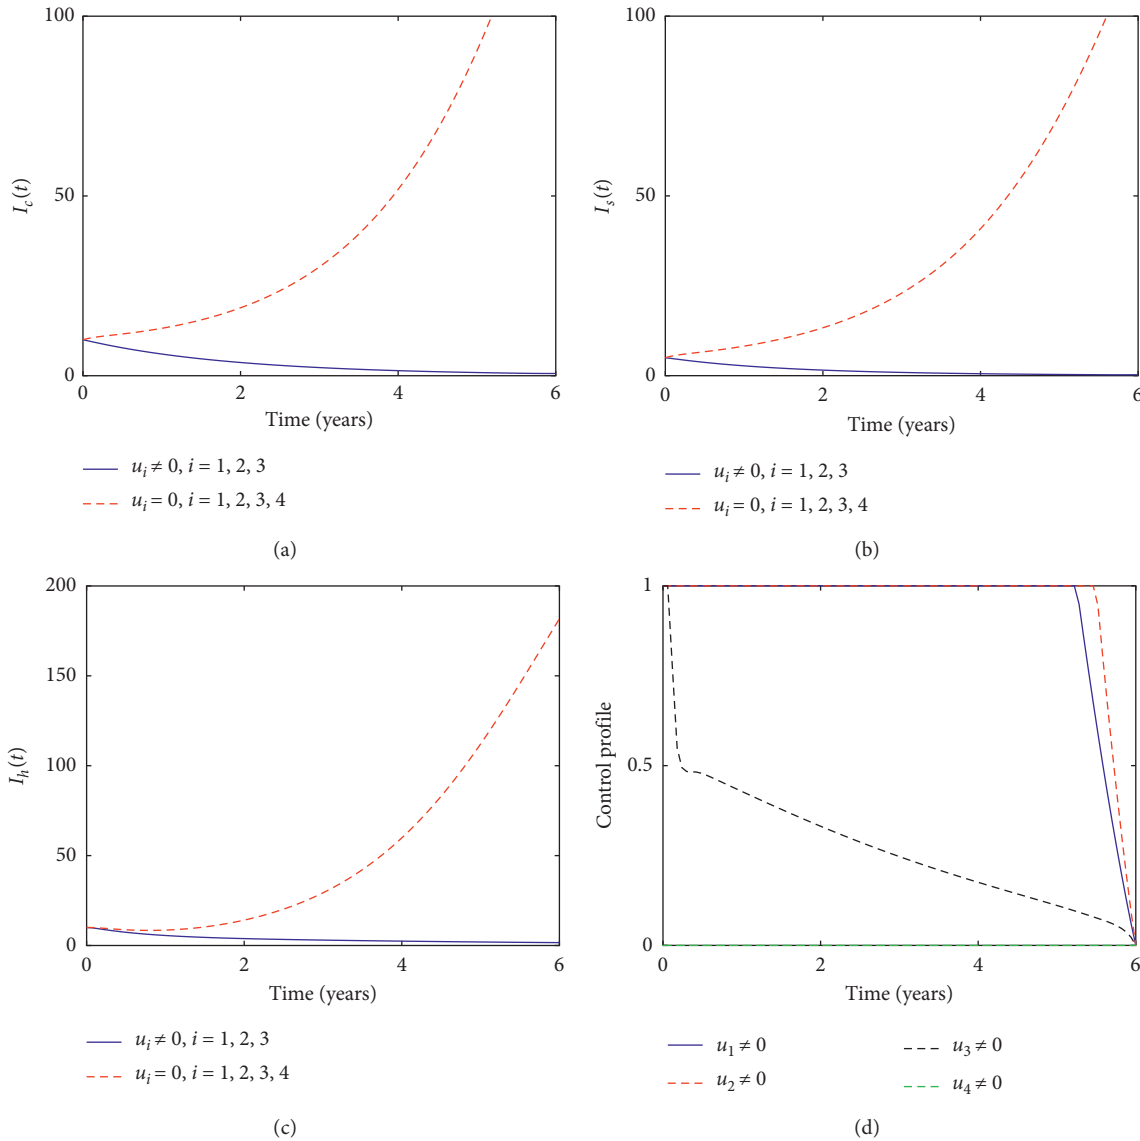 100
50
0
I_c(t)
0 2 4 6
Time (years)
u_i ≠ 0, i = 1, 2, 3
u_i = 0, i = 1, 2, 3, 4
(a)
100
50
0
I_s(t)
0 2 4 6
Time (years)
u_i ≠ 0, i = 1, 2, 3
u_i = 0, i = 1, 2, 3, 4
(b)
200
150
100
50
0
I_h(t)
0 2 4 6
Time (years)
u_i ≠ 0, i = 1, 2, 3
u_i = 0, i = 1, 2, 3, 4
(c)
1
0.5
0
Control profile
0 2 4 6
Time (years)
u_1 ≠ 0
u_2 ≠ 0
u_3 ≠ 0
u_4 ≠ 0
(d)